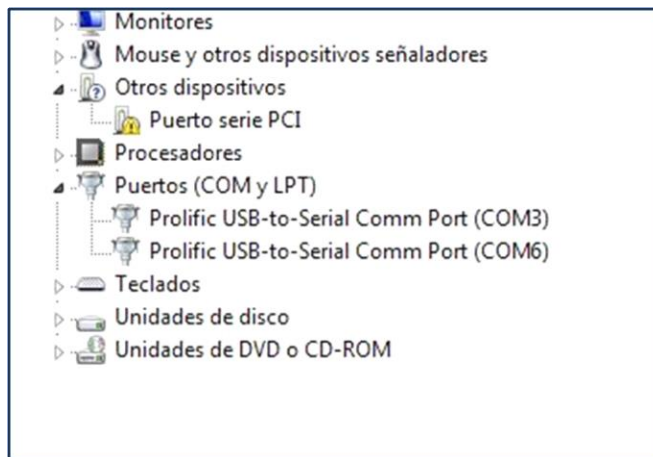 Monitores
Mouse y otros dispositivos señaladores
Otros dispositivos
Puerto serie PCI
Procesadores
Puertos (COM y LPT)
Prolific USB-to-Serial Comm Port (COM3)
Prolific USB-to-Serial Comm Port (COM6)
Teclados
Unidades de disco
Unidades de DVD o CD-ROM